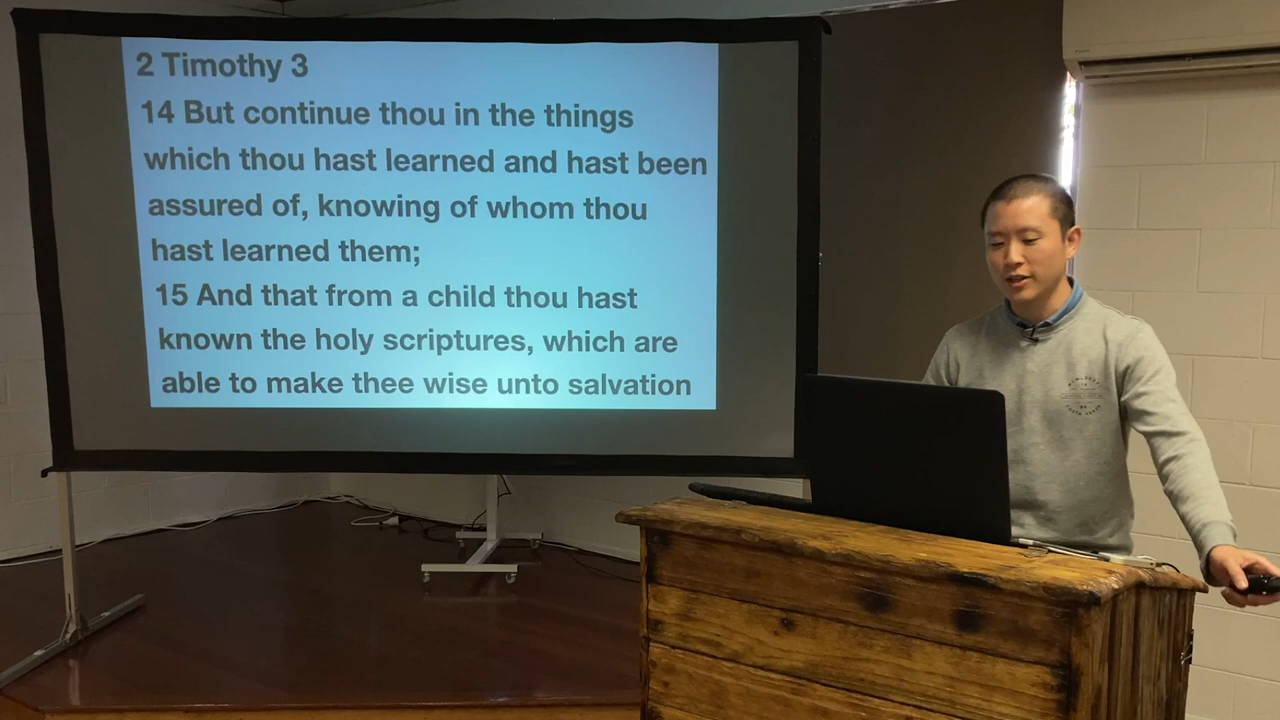 2 Timothy 3
14 But continue thou in the things
which thou hast learned and hast been
assured of, knowing of whom thou
hast learned them;
15 And that from a child thou hast
known the holy scriptures, which are
able to make thee wise unto salvation